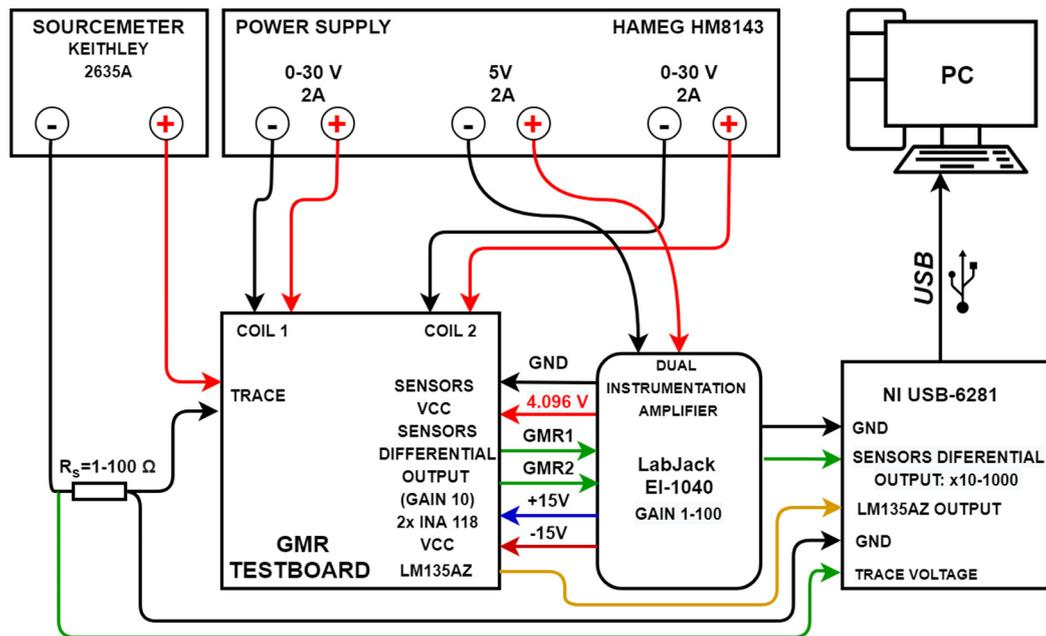 SOURCEMETER
KEITHLEY
2635A
-
+
POWER SUPPLY
HAMEG HM8143
0-30 V
2A
-
+
5V
2A
-
+
0-30 V
2A
-
+
PC
USB
COIL 1
COIL 2
TRACE
SENSORS
VCC
SENSORS
DIFFERENTIAL
OUTPUT
(GAIN 10)
2x INA 118
VCC
LM135AZ
GMR
TESTBOARD
RS=1-100 Ω
GND
4.096 V
GMR1
GMR2
+15V
-15V
DUAL
INSTRUMENTATION
AMPLIFIER
LabJack
EI-1040
GAIN 1-100
NI USB-6281
GND
SENSORS DIFERENTIAL
OUTPUT: x10-1000
LM135AZ OUTPUT
GND
TRACE VOLTAGE